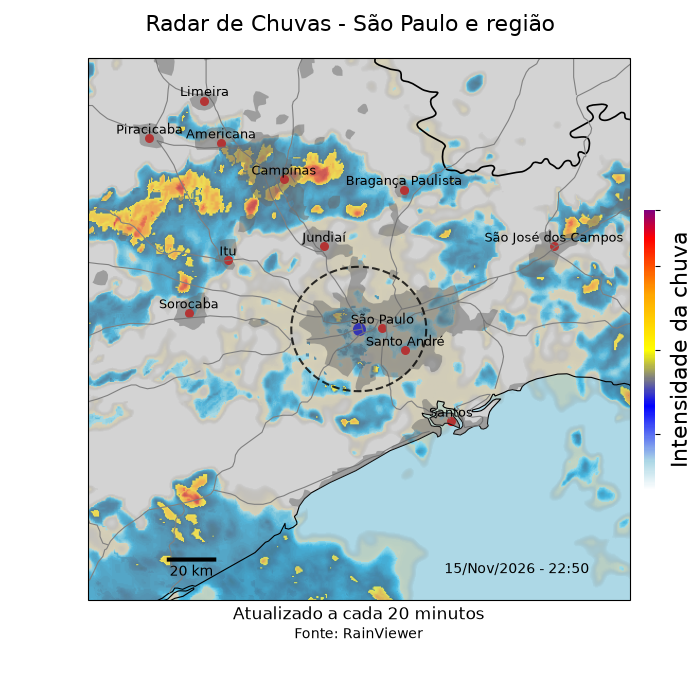 Radar de Chuvas - São Paulo e região
Limeira
Piracicaba
Americana
Campinas
Bragança Paulista
Jundiaí
São José dos Campos
Itu
Sorocaba
São Paulo
Santo André
Santos
Intensidade da chuva
20 km
15/Nov/2026 - 22:50
Atualizado a cada 20 minutos
Fonte: RainViewer